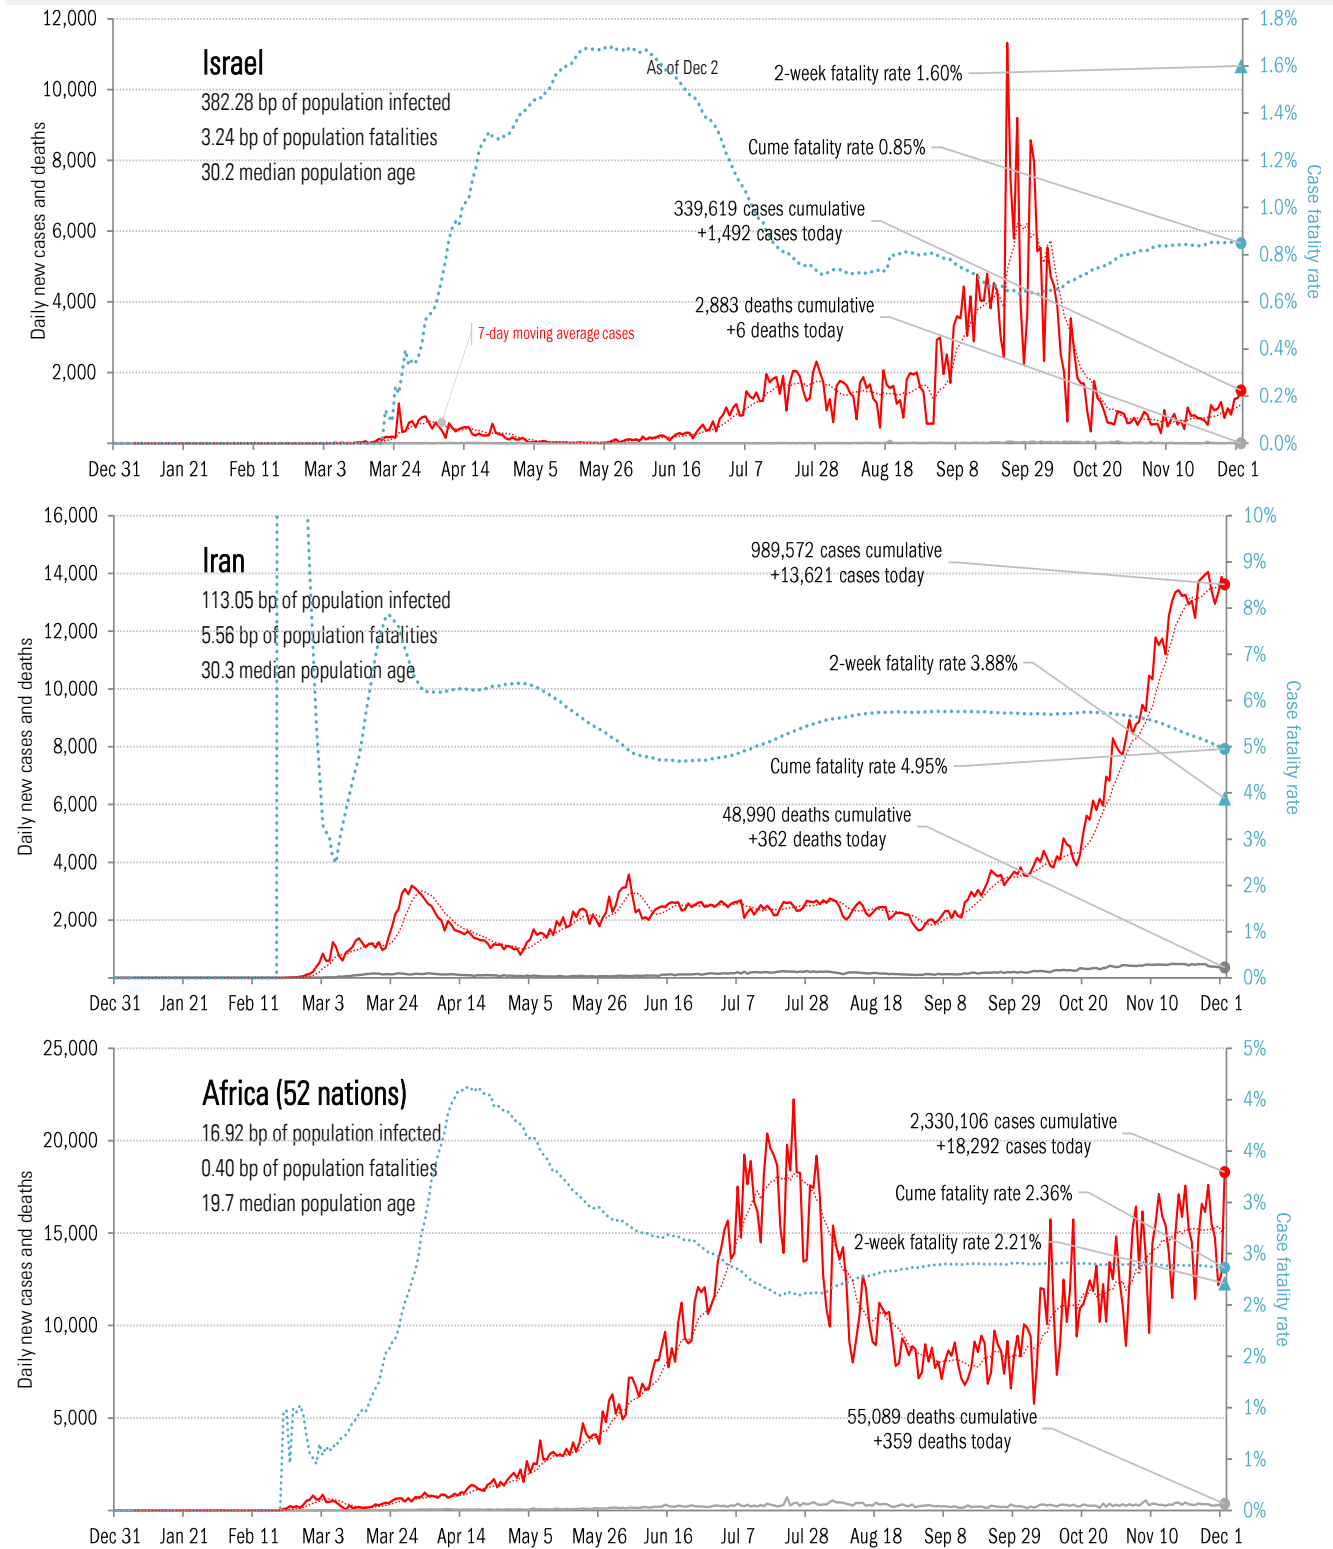 12,000
1.8%
Israel
As of Dec 2
2-week fatality rate 1.60%
1.6%
10,000
382.28 bp of population infected
1.4%
3.24 bp of population fatalities
Cume fatality rate 0.85%
8,000
1.2%
30.2 median population age
339,619 cases cumulative
1.0%
6,000
+1,492 cases today
0.8%
4,000
2,883 deaths cumulative
0.6%
+6 deaths today
7-day moving average cases
0.4%
2,000
0.2%
-
0.0%
Daily new cases and deaths
Case fatality rate
Dec 31 Jan 21 Feb 11 Mar 3 Mar 24 Apr 14 May 5 May 26 Jun 16 Jul 7 Jul 28 Aug 18 Sep 8 Sep 29 Oct 20 Nov 10 Dec 1
16,000
10%
Iran
989,572 cases cumulative
9%
14,000
+13,621 cases today
113.05 bp of population infected
8%
12,000
5.56 bp of population fatalities
7%
30.3 median population age
2-week fatality rate 3.88%
10,000
6%
8,000
5%
Cume fatality rate 4.95%
4%
6,000
48,990 deaths cumulative
3%
+362 deaths today
4,000
2%
2,000
1%
-
0%
Daily new cases and deaths
Case fatality rate
Dec 31 Jan 21 Feb 11 Mar 3 Mar 24 Apr 14 May 5 May 26 Jun 16 Jul 7 Jul 28 Aug 18 Sep 8 Sep 29 Oct 20 Nov 10 Dec 1
25,000
5%
Africa (52 nations)
4%
16.92 bp of population infected
2,330,106 cases cumulative
20,000
+18,292 cases today
4%
0.40 bp of population fatalities
Cume fatality rate 2.36%
3%
19.7 median population age
15,000
2-week fatality rate 2.21%
3%
2%
10,000
2%
5,000
55,089 deaths cumulative
1%
+359 deaths today
1%
-
0%
Daily new cases and deaths
Case fatality rate
Dec 31 Jan 21 Feb 11 Mar 3 Mar 24 Apr 14 May 5 May 26 Jun 16 Jul 7 Jul 28 Aug 18 Sep 8 Sep 29 Oct 20 Nov 10 Dec 1